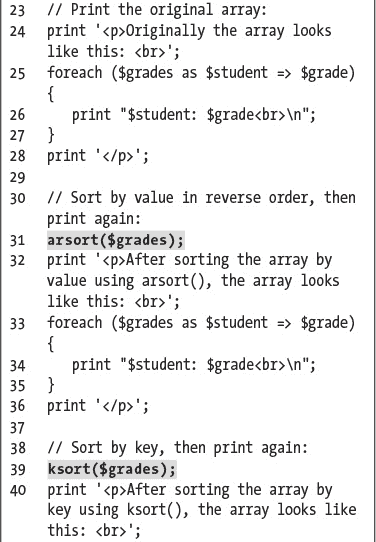 23 // Print the original array:
24 print '<p>Originally the array looks
like this: <br>';
25 foreach ($grades as $student => $grade)
{
26 print "$student: $grade<br>\n";
27 }
28 print '</p>';
29
30 // Sort by value in reverse order, then
print again:
31 arsort($grades);
32 print '<p>After sorting the array by
value using arsort(), the array looks
like this: <br>';
33 foreach ($grades as $student => $grade)
{
34 print "$student: $grade<br>\n";
35 }
36 print '</p>';
37
38 // Sort by key, then print again:
39 ksort($grades);
40 print '<p>After sorting the array by
key using ksort(), the array looks like
this: <br>';